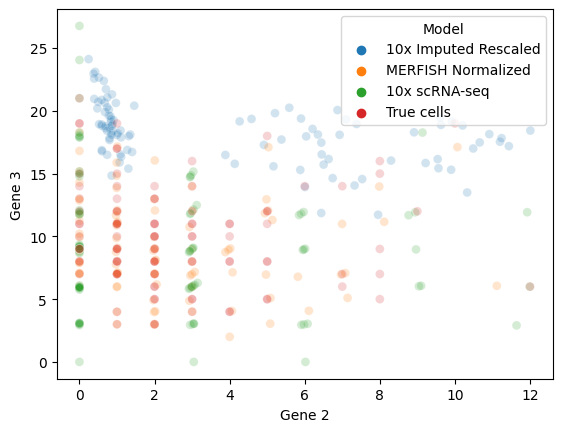 Model
10x Imputed Rescaled
MERFISH Normalized
10x scRNA-seq
True cells
25
20
15
10
5
0
Gene 3
0 2 4 6 8 10 12
Gene 2